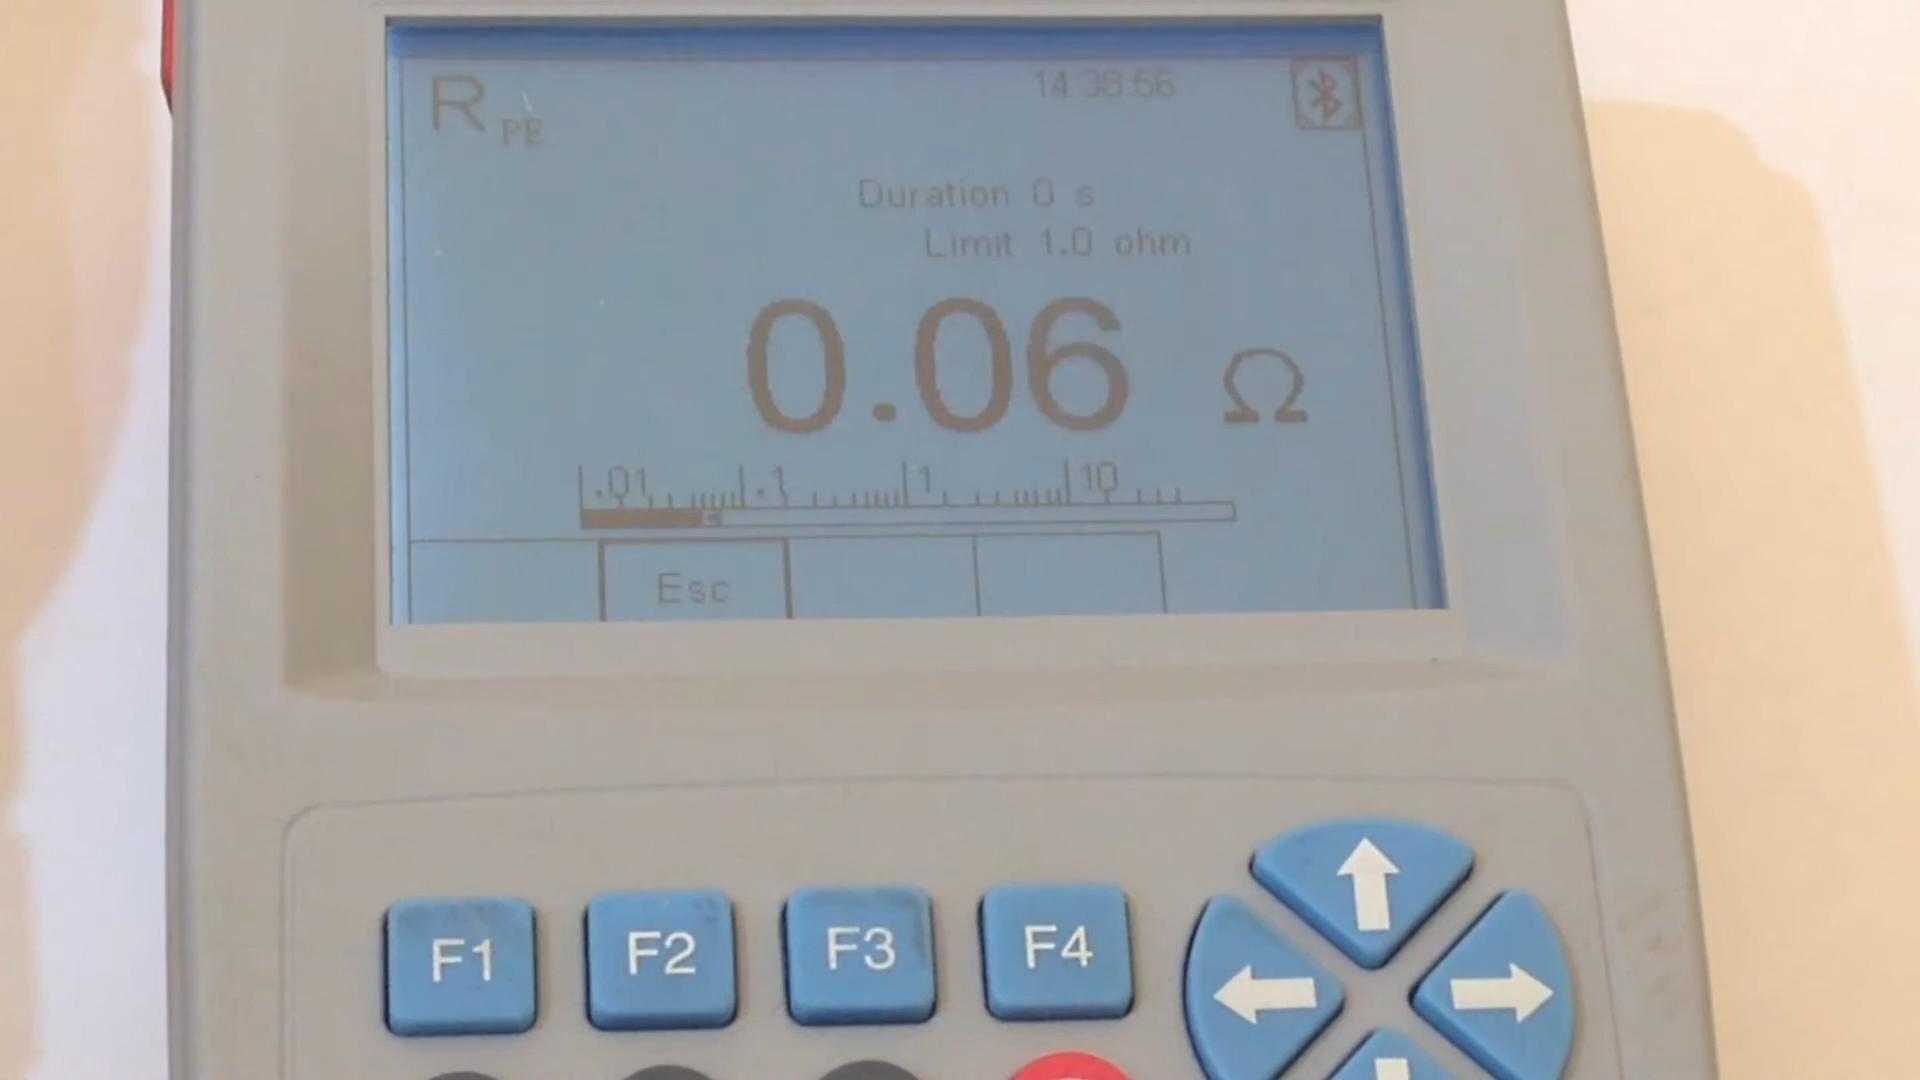 R PE 14:38:56
Duration 0 s
Limit 1.0 ohm
0.06 Ω
.01 .1 1 10
Esc
F1 F2 F3 F4